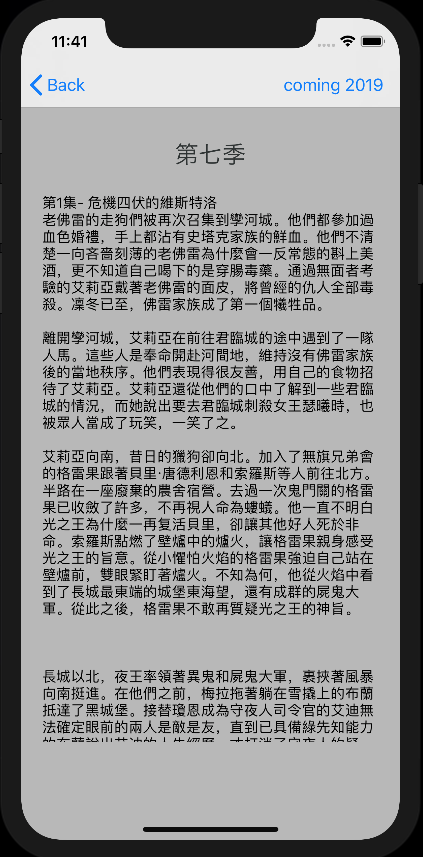 11:41
Back
coming 2019
第七季
第1集- 危機四伏的維斯特洛
老佛雷的走狗們被再次召集到孿河城。他們都參加過
血色婚禮，手上都沾有史塔克家族的鮮血。他們不清
楚一向吝嗇刻薄的老佛雷為什麼會一反常態的斟上美
酒，更不知道自己喝下的是穿腸毒藥。通過無面者考
驗的艾莉亞戴著老佛雷的面皮，將曾經的仇人全部毒
殺。凜冬已至，佛雷家族成了第一個犧牲品。
離開孿河城，艾莉亞在前往君臨城的途中遇到了一隊
人馬。這些人是奉命開赴河間地，維持沒有佛雷家族
後的當地秩序。他們表現得很友善，用自己的食物招
待了艾莉亞。艾莉亞還從他們的口中了解到一些君臨
城的情況，而她說出要去君臨城刺殺女王瑟曦時，也
被眾人當成了玩笑，一笑了之。
艾莉亞向南，昔日的獵狗卻向北。加入了無旗兄弟會
的格雷果跟著貝里·唐德利恩和索羅斯等人前往北方。
半路在一座廢棄的農舍宿營。去過一次鬼門關的格雷
果已收斂了許多，不再視人命為螻蟻。他一直不明白
光之王為什麼一再復活貝里，卻讓其他好人死於非
命。索羅斯點燃了壁爐中的爐火，讓格雷果親身感受
光之王的旨意。從小懼怕火焰的格雷果強迫自己站在
壁爐前，雙眼緊盯著爐火。不知為何，他從火焰中看
到了長城最東端的城堡東海望，還有成群的屍鬼大
軍。從此之後，格雷果不敢再質疑光之王的神旨。
長城以北，夜王率領著異鬼和屍鬼大軍，裹挾著風暴
向南挺進。在他們之前，梅拉拖著躺在雪撬上的布蘭
抵達了黑城堡。接替瓊恩成為守夜人司令官的艾迪無
法確定眼前的兩人是敵是友，直到已具備綠先知能力